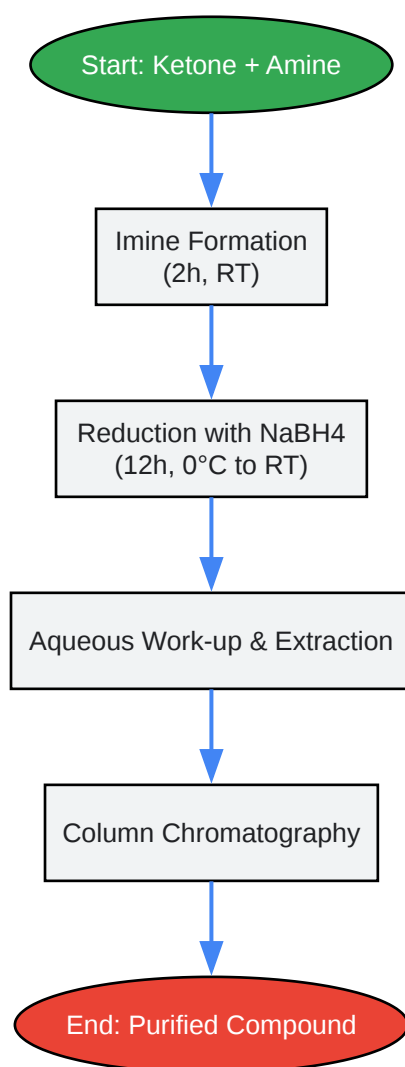 Start: Ketone + Amine
Imine Formation
(2h, RT)
Reduction with NaBH4
(12h, 0°C to RT)
Aqueous Work-up & Extraction
Column Chromatography
End: Purified Compound